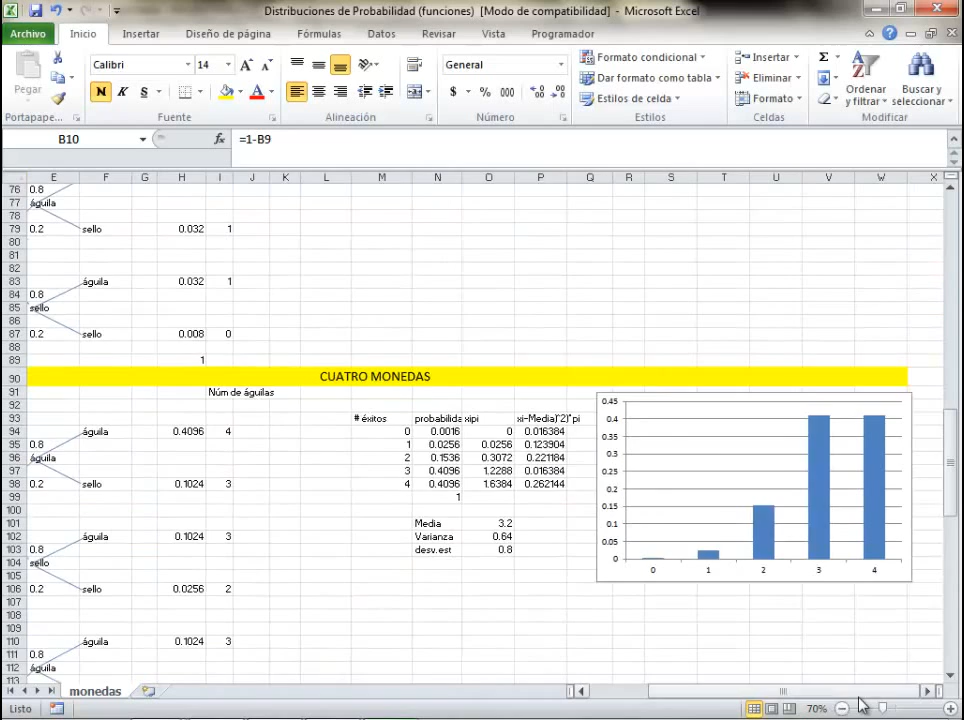 Distribuciones de Probabilidad (funciones) [Modo de compatibilidad] - Microsoft Excel
Archivo Inicio Insertar Diseño de página Fórmulas Datos Revisar Vista Programador
Pegar
Calibri 14
N K S
General
$ % 000
Formato condicional
Dar formato como tabla
Estilos de celda
Insertar
Eliminar
Formato
Ordenar y filtrar
Buscar y seleccionar
Portapape... Fuente Alineación Número Estilos Celdas Modificar
B10 fx =1-B9
E F G H I J K L M N O P Q R S T U V W X
76 0.8
77 águila
78
79 0.2 sello 0.032 1
80
81
82
83 águila 0.032 1
84 0.8
85 sello
86
87 0.2 sello 0.008 0
88
89 1
90 CUATRO MONEDAS
91 Núm de águilas
92
93 # éxitos probabilida xipi xi-Media)^2)*pi
94 águila 0.4096 4 0 0.0016 0 0.016384
95 0.8 1 0.0256 0.0256 0.123904
96 águila 2 0.1536 0.3072 0.221184
97 3 0.4096 1.2288 0.016384
98 0.2 sello 0.1024 3 4 0.4096 1.6384 0.262144
99 1
100
101 Media 3.2
102 águila 0.1024 3 Varianza 0.64
103 0.8 desv.est 0.8
104 sello
105
106 0.2 sello 0.0256 2
107
108
109
110 águila 0.1024 3
111 0.8
112 águila
113
0.45
0.4
0.35
0.3
0.25
0.2
0.15
0.1
0.05
0
0 1 2 3 4
monedas
Listo 70%